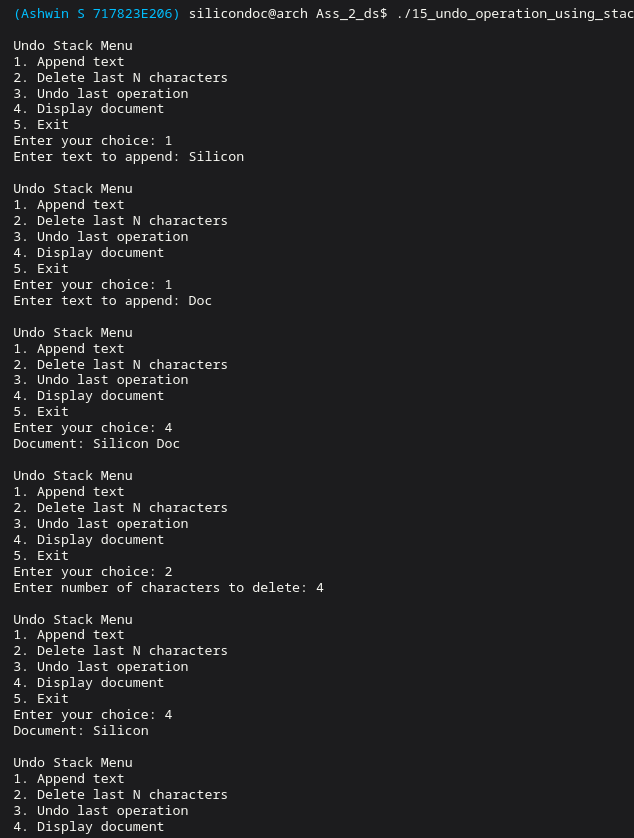 (Ashwin S 717823E206) silicondoc@arch Ass_2_ds$ ./15_undo_operation_using_stac
Undo Stack Menu
1. Append text
2. Delete last N characters
3. Undo last operation
4. Display document
5. Exit
Enter your choice: 1
Enter text to append: Silicon
Undo Stack Menu
1. Append text
2. Delete last N characters
3. Undo last operation
4. Display document
5. Exit
Enter your choice: 1
Enter text to append: Doc
Undo Stack Menu
1. Append text
2. Delete last N characters
3. Undo last operation
4. Display document
5. Exit
Enter your choice: 4
Document: Silicon Doc
Undo Stack Menu
1. Append text
2. Delete last N characters
3. Undo last operation
4. Display document
5. Exit
Enter your choice: 2
Enter number of characters to delete: 4
Undo Stack Menu
1. Append text
2. Delete last N characters
3. Undo last operation
4. Display document
5. Exit
Enter your choice: 4
Document: Silicon
Undo Stack Menu
1. Append text
2. Delete last N characters
3. Undo last operation
4. Display document